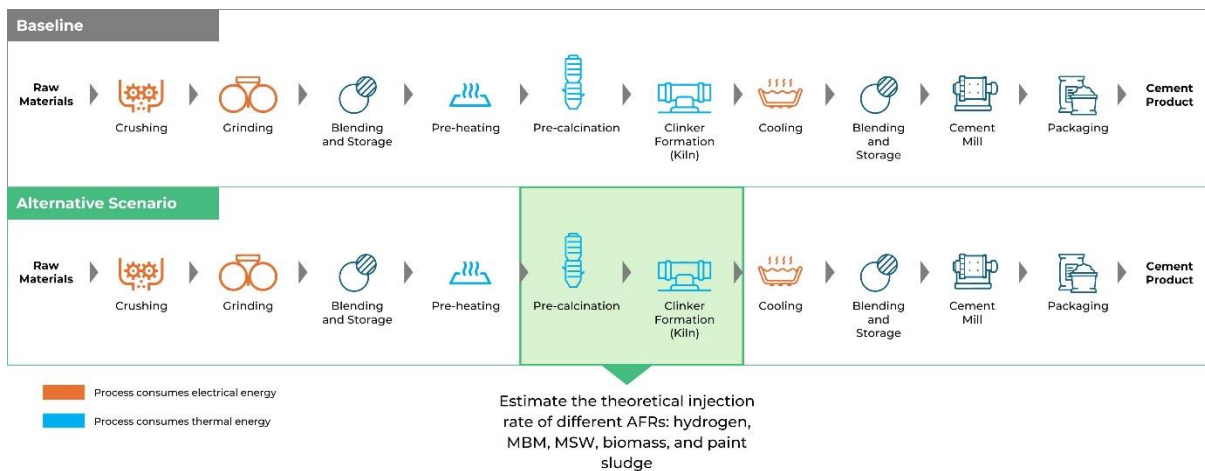 Baseline
Raw
Materials
Crushing
Grinding
Blending
and Storage
Pre-heating
Pre-calcination
Clinker
Formation
(Kiln)
Cooling
Blending
and
Storage
Cement
Mill
Packaging
Cement
Product
Alternative Scenario
Raw
Materials
Crushing
Grinding
Blending
and Storage
Pre-heating
Pre-calcination
Clinker
Formation
(Kiln)
Cooling
Blending
and
Storage
Cement
Mill
Packaging
Cement
Product
Process consumes electrical energy
Process consumes thermal energy
Estimate the theoretical injection
rate of different AFRs: hydrogen,
MBM, MSW, biomass, and paint
sludge